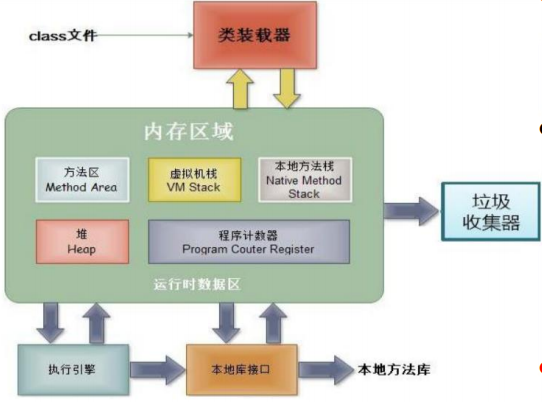 class文件
类装载器
内存区域
方法区
Method Area
虚拟机栈
VM Stack
本地方法栈
Native Method
Stack
堆
Heap
程序计数器
Program Couter Register
运行时数据区
垃圾
收集器
执行引擎
本地库接口
本地方法库